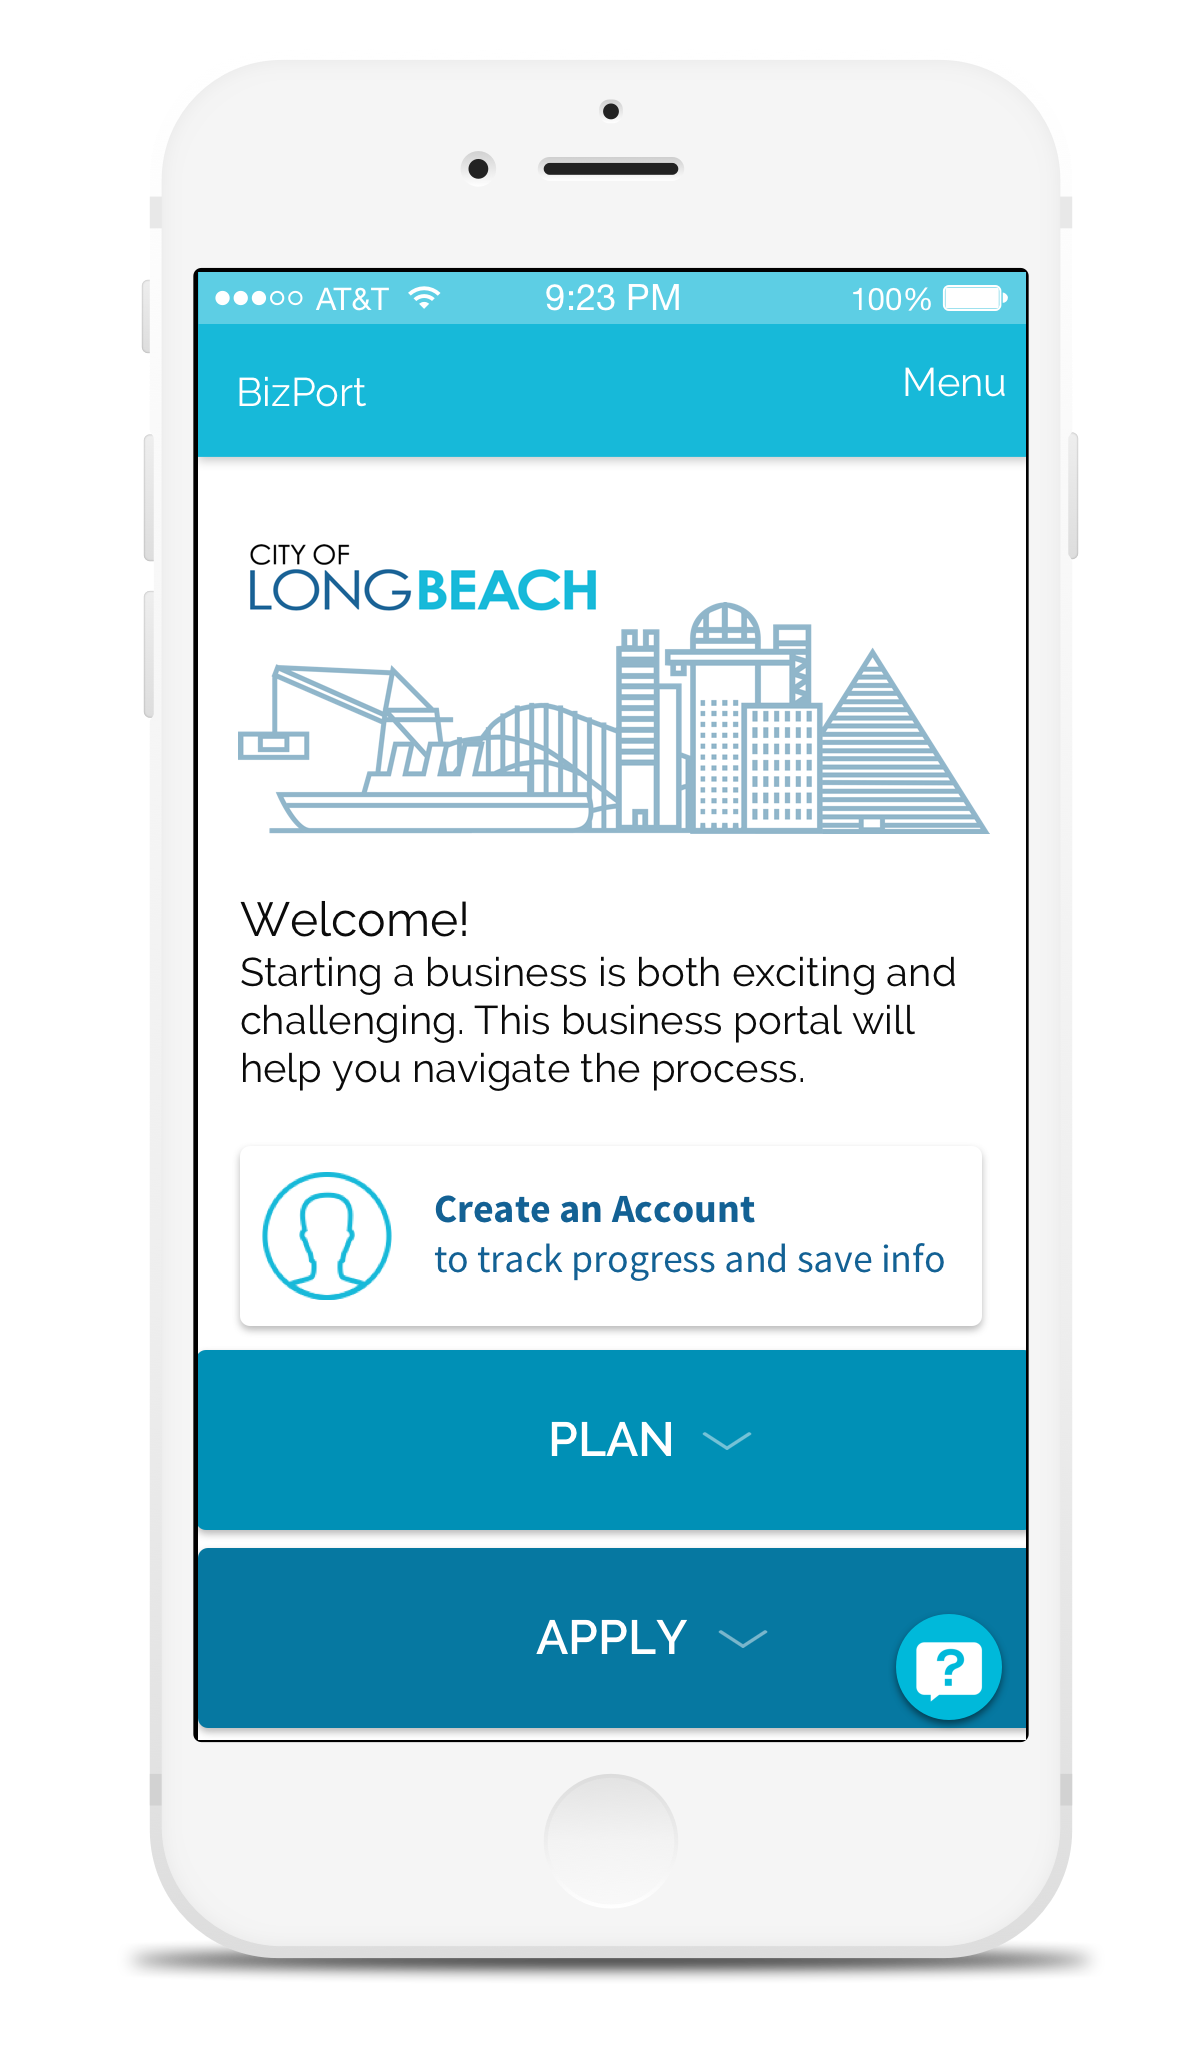 AT&T 9:23 PM 100%
BizPort Menu
CITY OF
LONGBEACH
Welcome!
Starting a business is both exciting and
challenging. This business portal will
help you navigate the process.
Create an Account
to track progress and save info
PLAN
APPLY
?